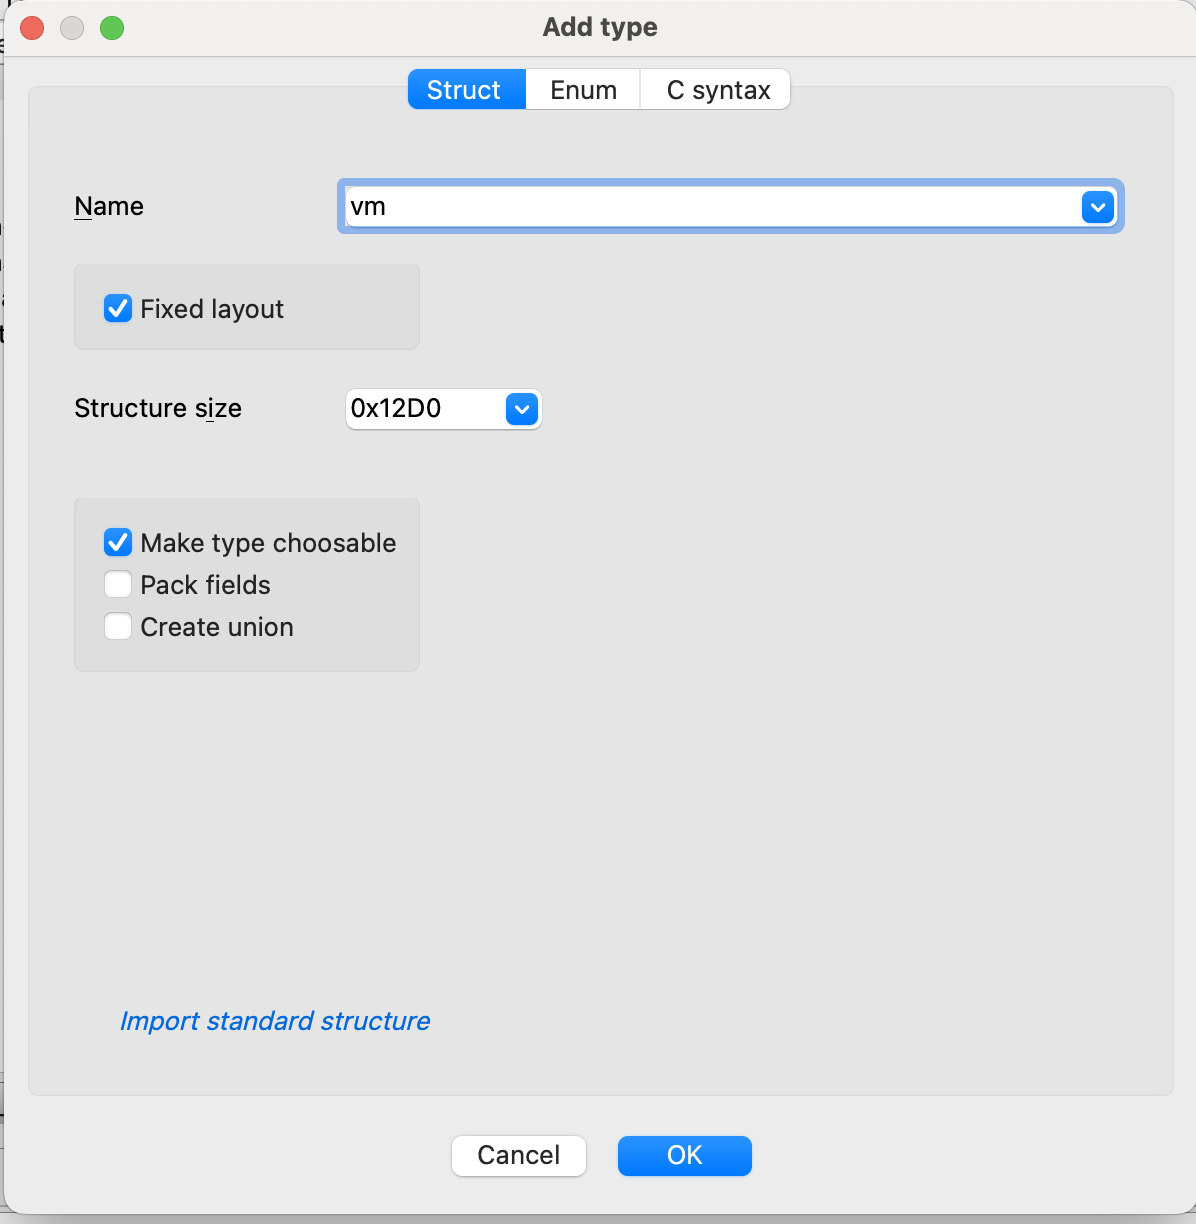 Add type
Struct Enum C syntax
Name vm
Fixed layout
Structure size 0x12D0
Make type choosable
Pack fields
Create union
Import standard structure
Cancel OK